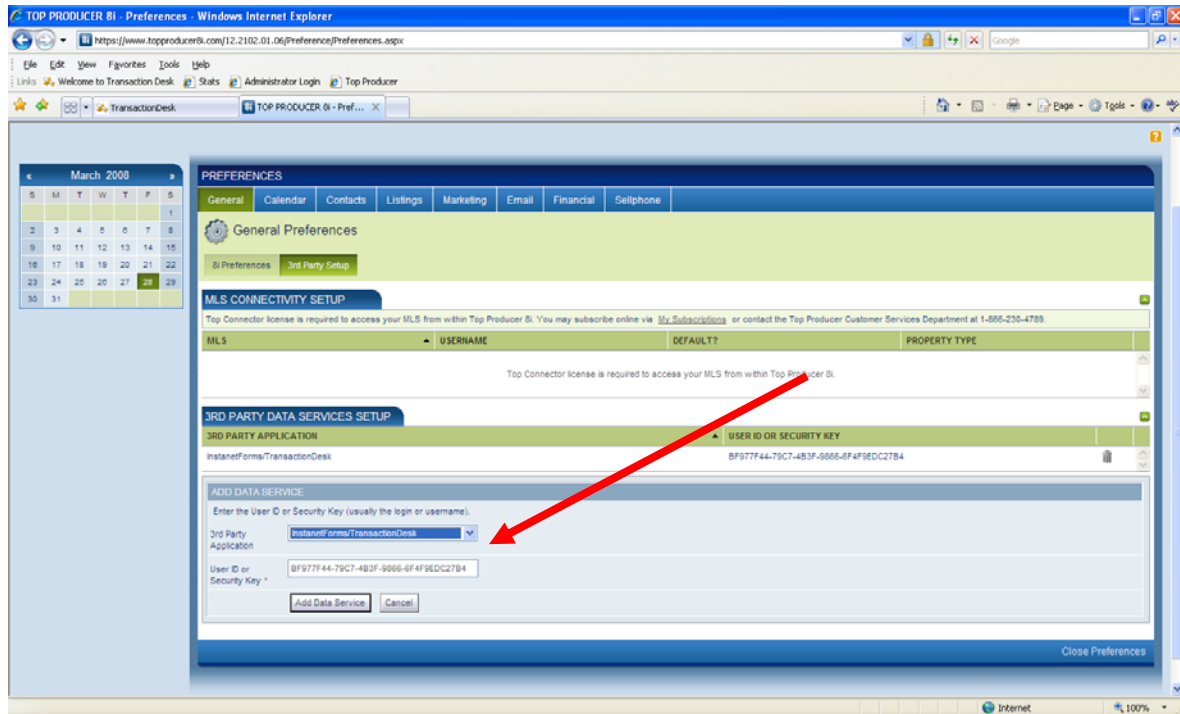 TOP PRODUCER 8i - Preferences - Windows Internet Explorer
https://www.topproducer8i.com/12.2102.01.06/Preference/Preferences.aspx
Google
File Edit View Favorites Tools Help
Links Welcome to Transaction Desk Stats Administrator Login Top Producer
TransactionDesk TOP PRODUCER 8i - Pref... Page Tools
« March 2008 »
S M T W T F S
1
2 3 4 5 6 7 8
9 10 11 12 13 14 15
16 17 18 19 20 21 22
23 24 25 26 27 28 29
30 31
PREFERENCES
General Calendar Contacts Listings Marketing Email Financial Sellphone
General Preferences
8i Preferences 3rd Party Setup
MLS CONNECTIVITY SETUP
Top Connector license is required to access your MLS from within Top Producer 8i. You may subscribe online via My Subscriptions or contact the Top Producer Customer Services Department at 1-866-230-4789.
MLS USERNAME DEFAULT? PROPERTY TYPE
Top Connector license is required to access your MLS from within Top Producer 8i.
3RD PARTY DATA SERVICES SETUP
3RD PARTY APPLICATION USER ID OR SECURITY KEY
InstanetForms/TransactionDesk BF977F44-79C7-4B3F-9866-6F4F9EDC27B4
ADD DATA SERVICE
Enter the User ID or Security Key (usually the login or username).
3rd Party
Application
InstanetForms/TransactionDesk
User ID or
Security Key *
BF977F44-79C7-4B3F-9866-6F4F9EDC27B4
Add Data Service Cancel
Close Preferences
Internet 100%